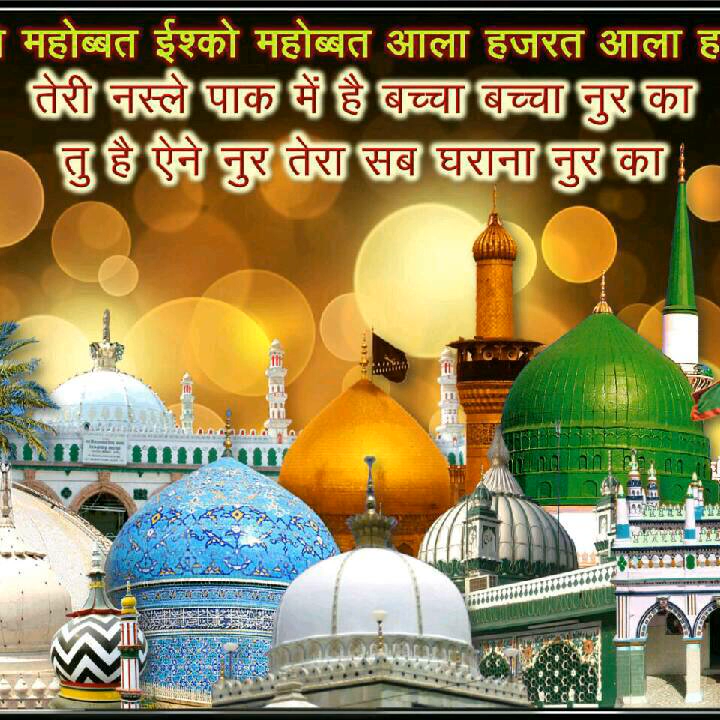 महोब्बत ईश्को महोब्बत आला हजरत आला
तेरी नस्ले पाक में है बच्चा बच्चा नुर का
तु है ऐने नुर तेरा सब घराना नुर का